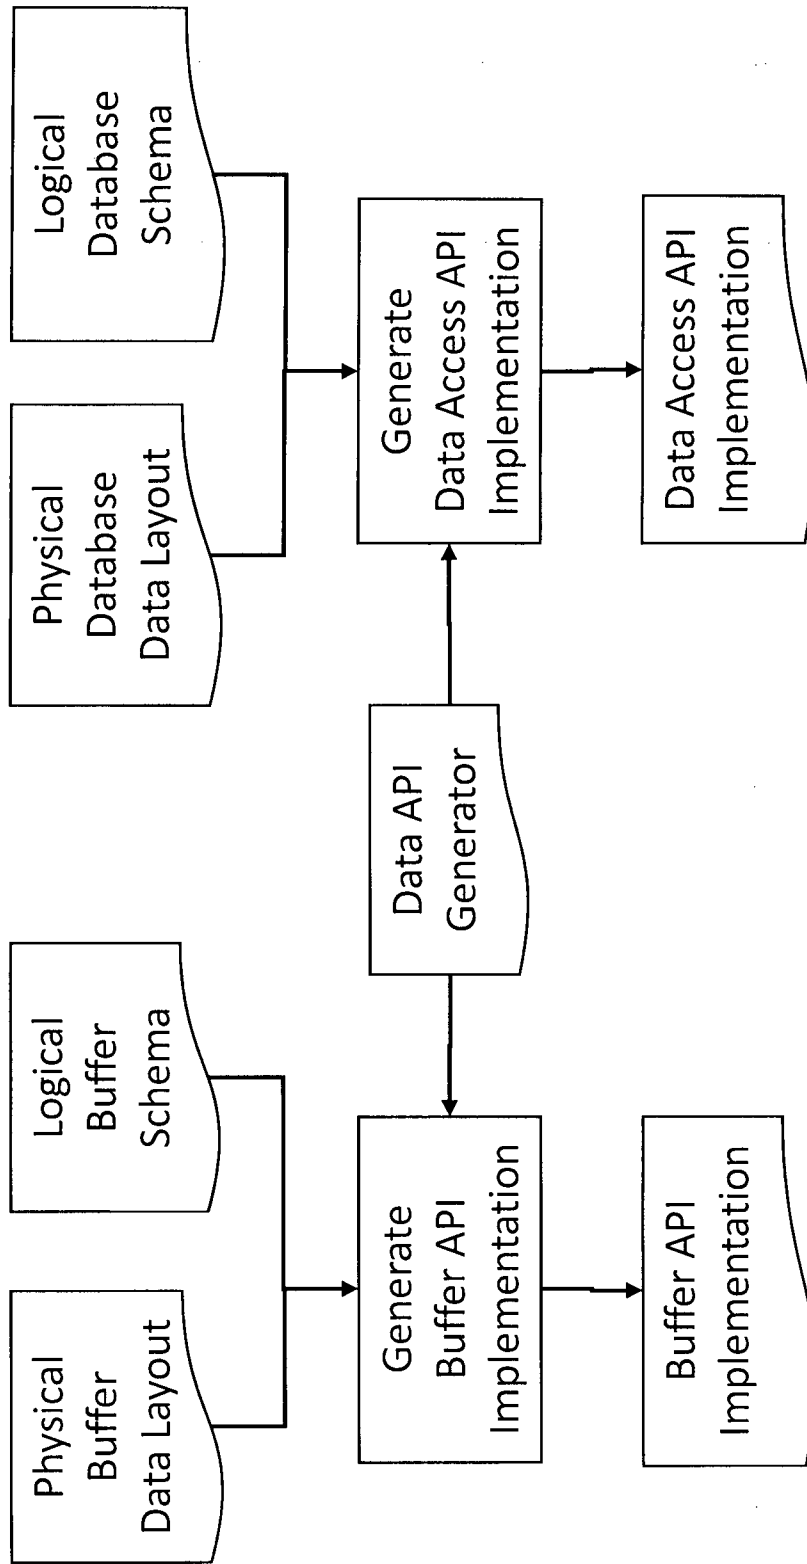 Physical
Buffer
Data Layout
Logical
Buffer
Schema
Physical
Database
Data Layout
Logical
Database
Schema
Generate
Buffer API
Implementation
Data API
Generator
Generate
Data Access API
Implementation
Buffer API
Implementation
Data Access API
Implementation